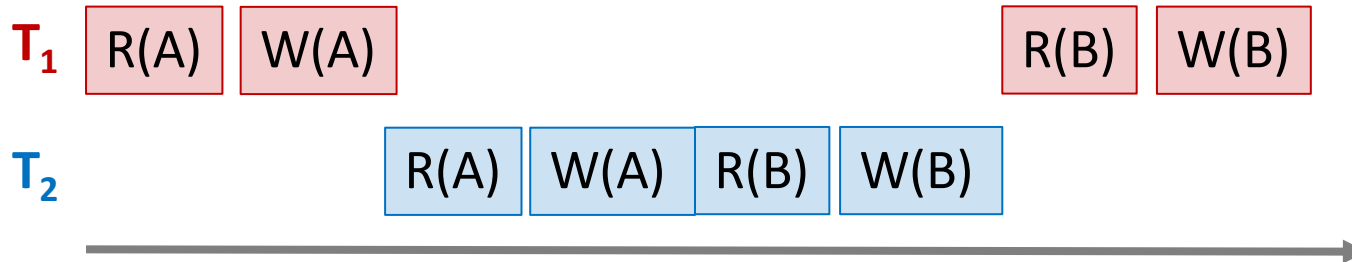 T₁ R(A) W(A) R(B) W(B)
T₂ R(A) W(A) R(B) W(B)